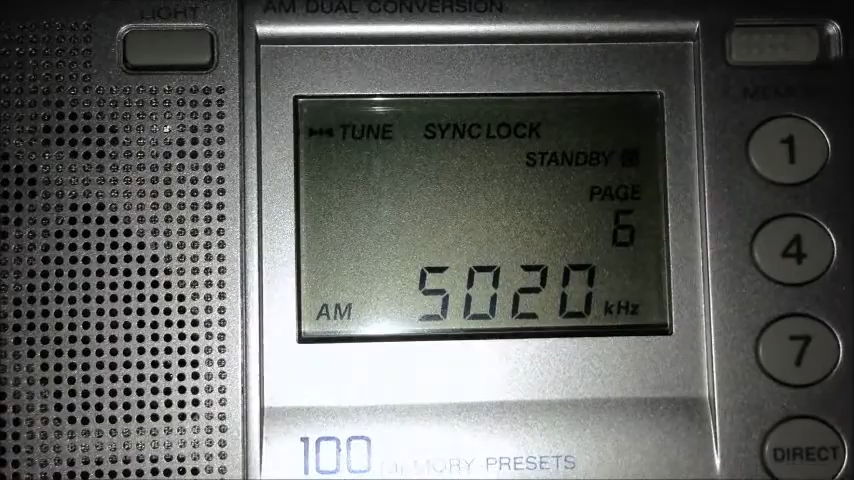 LIGHT
AM DUAL CONVERSION
TUNE SYNC LOCK
STANDBY
PAGE
6
AM 5020 kHz
100 MEMORY PRESETS
1
4
7
DIRECT